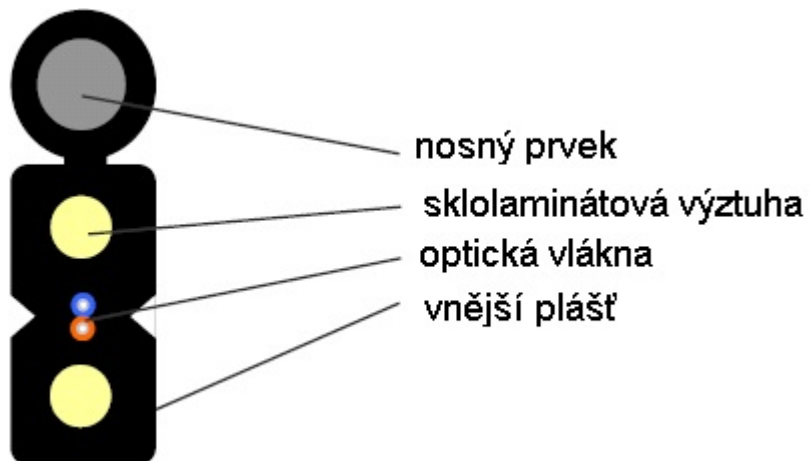 nosný prvek
sklolaminátová výztuha
optická vlákna
vnější plášť